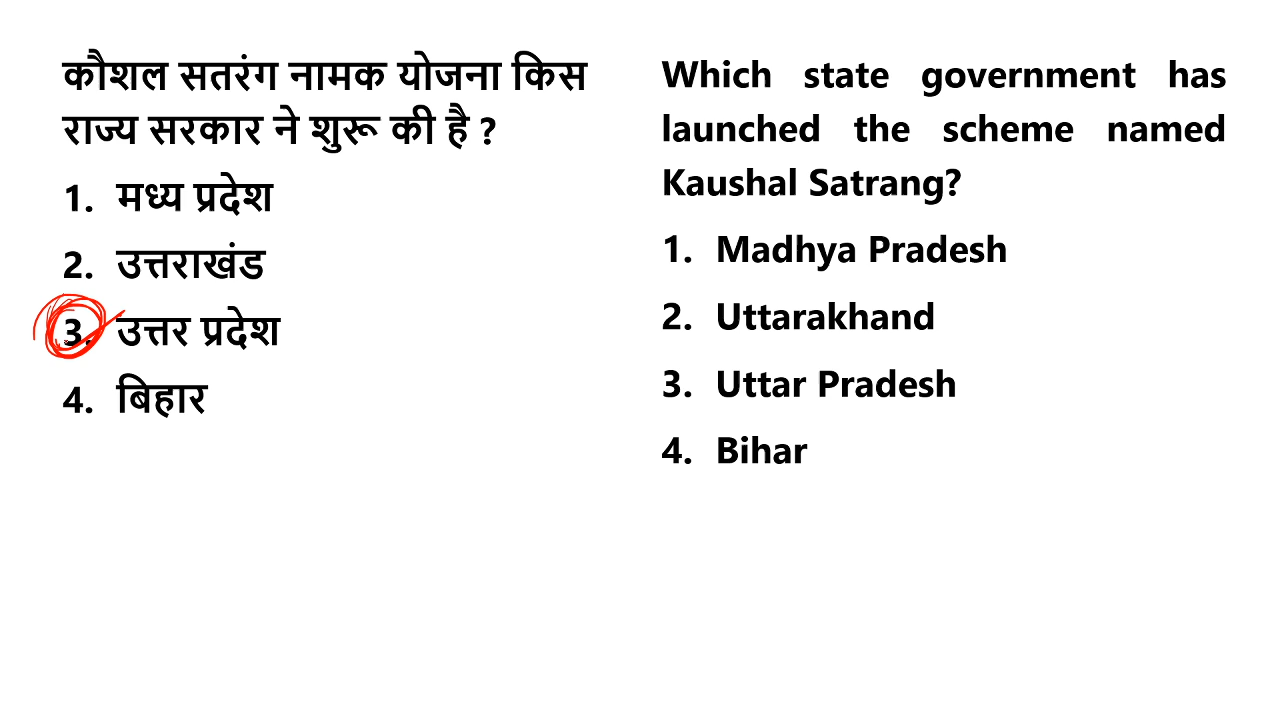 कौशल सतरंग नामक योजना किस
राज्य सरकार ने शुरू की है ?
1. मध्य प्रदेश
2. उत्तराखंड
3. उत्तर प्रदेश
4. बिहार
Which state government has
launched the scheme named
Kaushal Satrang?
1. Madhya Pradesh
2. Uttarakhand
3. Uttar Pradesh
4. Bihar